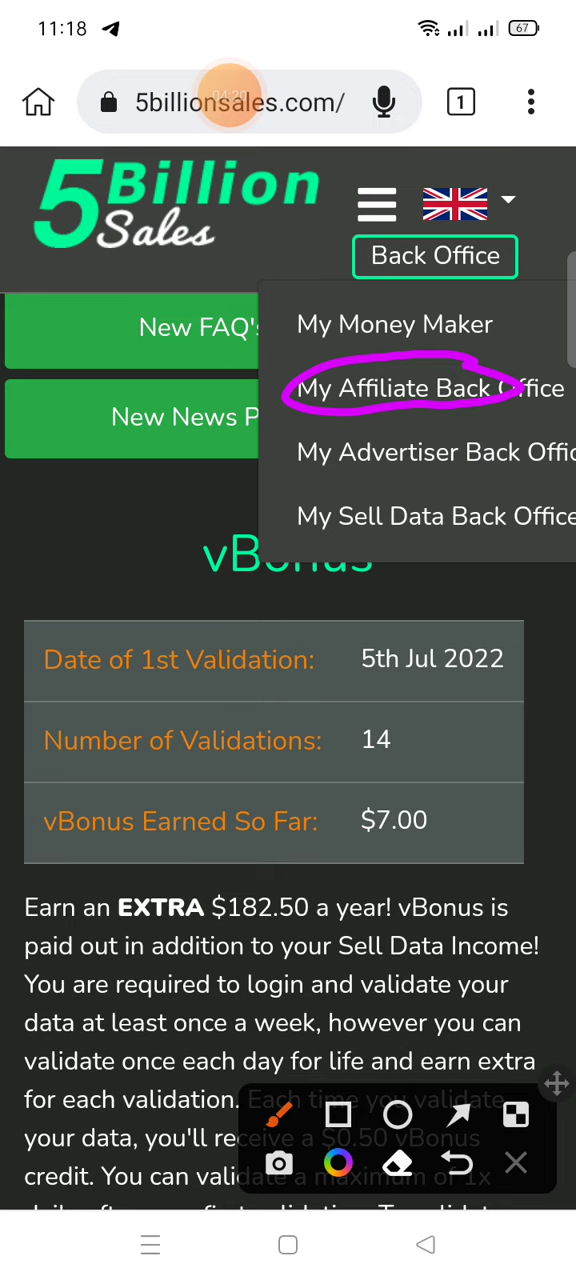 11:18
67
5billionsales.com/
04:20
1
5Billion
Sales
Back Office
New FAQ's
My Money Maker
My Affiliate Back Office
New News P
My Advertiser Back Offic
My Sell Data Back Office
vBonus
Date of 1st Validation: 5th Jul 2022
Number of Validations: 14
vBonus Earned So Far: $7.00
Earn an EXTRA $182.50 a year! vBonus is
paid out in addition to your Sell Data Income!
You are required to login and validate your
data at least once a week, however you can
validate once each day for life and earn extra
for each validation. Each time you validate
your data, you'll receive a $0.50 vBonus
credit. You can validate a maximum of 1x